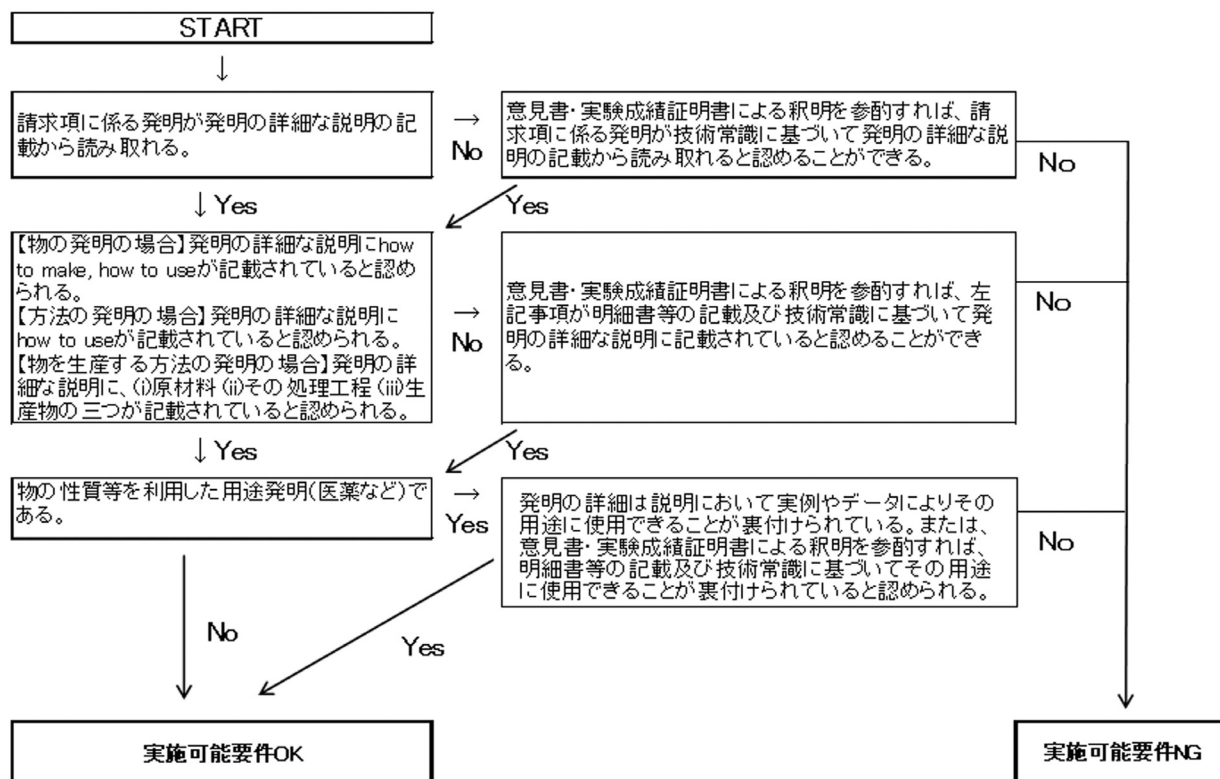 START
↓
請求項に係る発明が発明の詳細な説明の記
載から読み取れる。
→
No
意見書・実験成績証明書による釈明を参酌すれば、請
求項に係る発明が技術常識に基づいて発明の詳細な説
明の記載から読み取れると認めることができる。
No
↓Yes
Yes
【物の発明の場合】発明の詳細な説明にhow
to make, how to useが記載されていると認め
られる。
【方法の発明の場合】発明の詳細な説明に
how to useが記載されていると認められる。
【物を生産する方法の発明の場合】発明の詳
細な説明に、(i)原材料(ii)その処理工程(iii)生
産物の三つが記載されていると認められる。
→
No
意見書・実験成績証明書による釈明を参酌すれば、左
記事項が明細書等の記載及び技術常識に基づいて発
明の詳細な説明に記載されていると認めることができ
る。
No
↓Yes
Yes
物の性質等を利用した用途発明(医薬など)で
ある。
→
Yes
発明の詳細は説明において実例やデータによりその
用途に使用できることが裏付けられている。または、
意見書・実験成績証明書による釈明を参酌すれば、
明細書等の記載及び技術常識に基づいてその用途
に使用できることが裏付けられていると認められる。
No
No
Yes
実施可能要件OK
実施可能要件NG